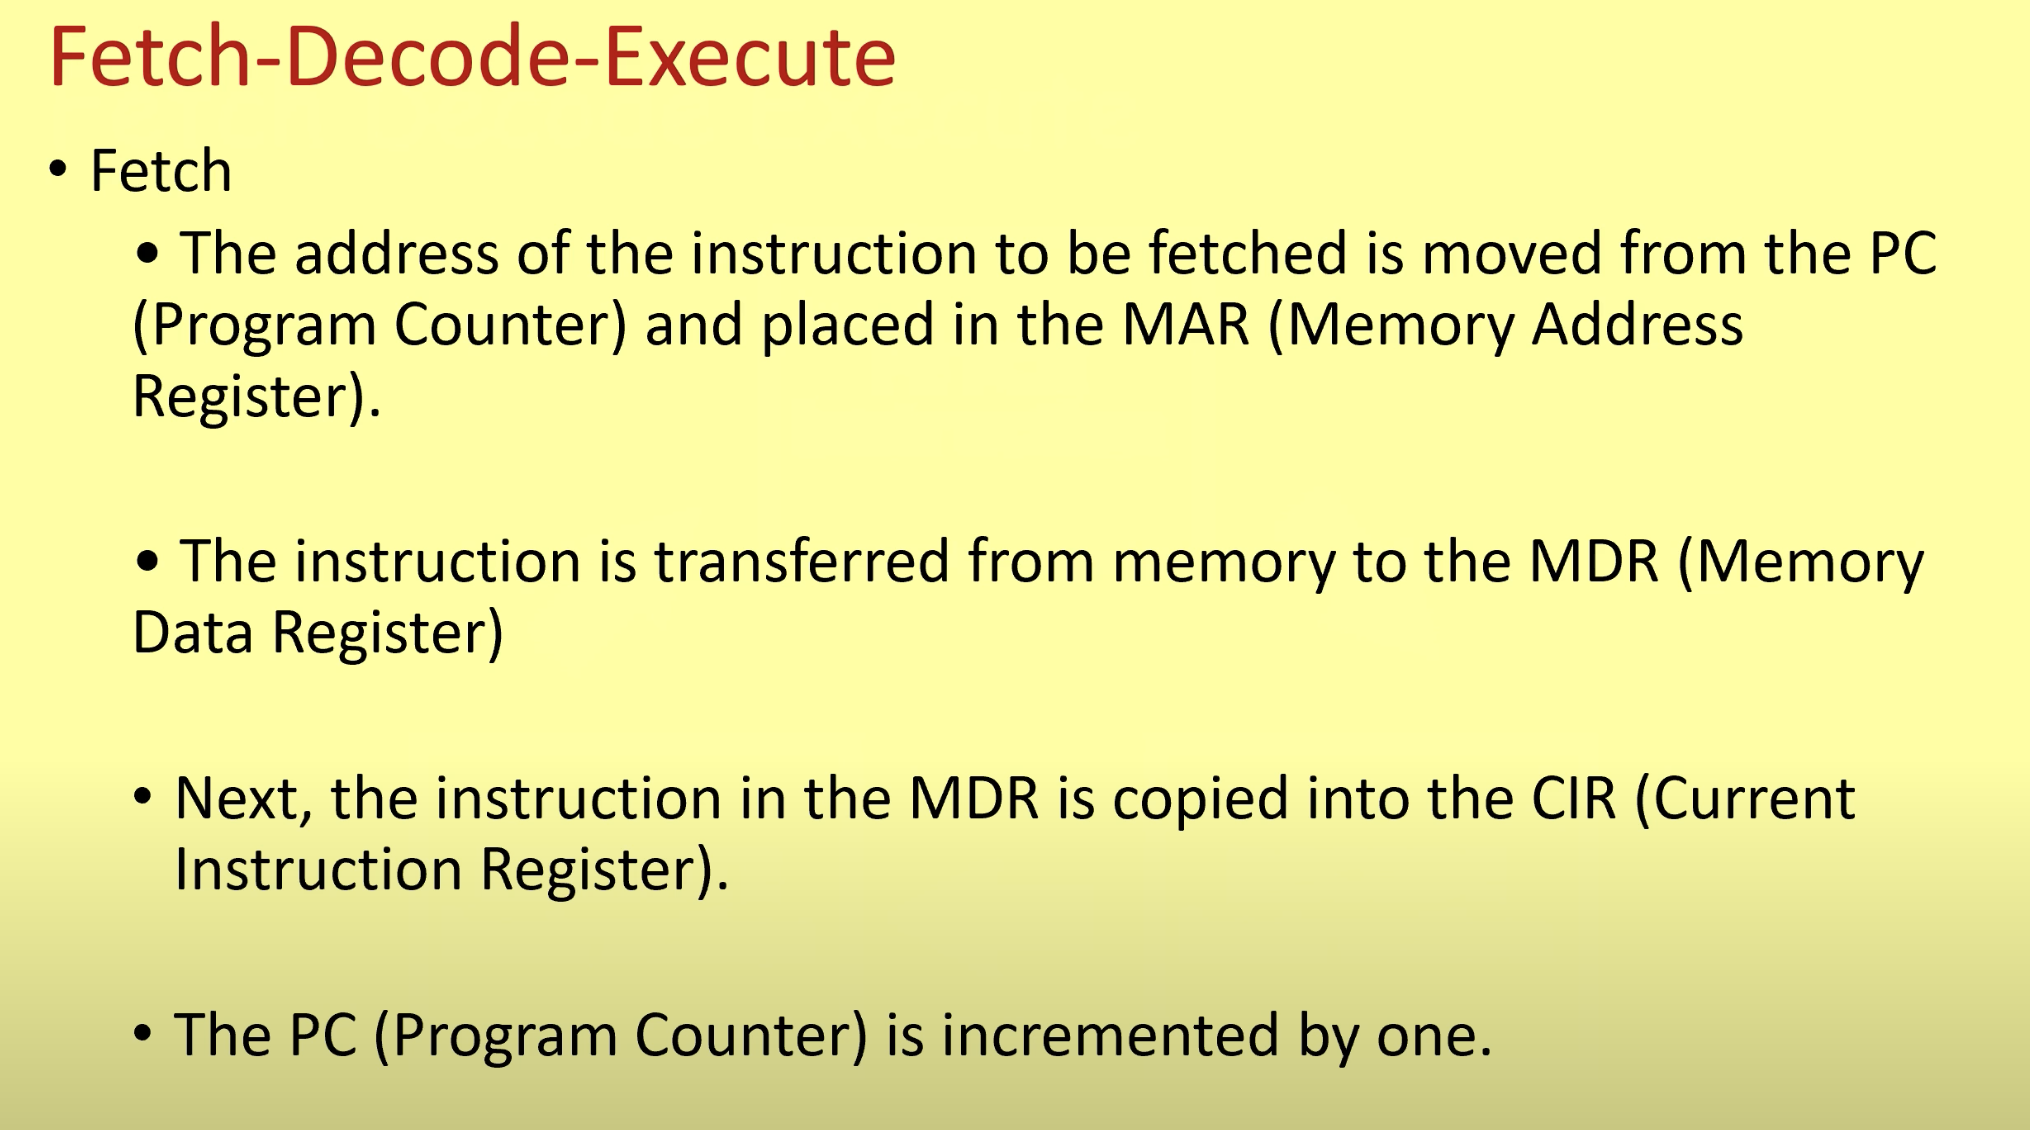 Fetch-Decode-Execute
• Fetch
• The address of the instruction to be fetched is moved from the PC
(Program Counter) and placed in the MAR (Memory Address
Register).
• The instruction is transferred from memory to the MDR (Memory
Data Register)
• Next, the instruction in the MDR is copied into the CIR (Current
Instruction Register).
• The PC (Program Counter) is incremented by one.